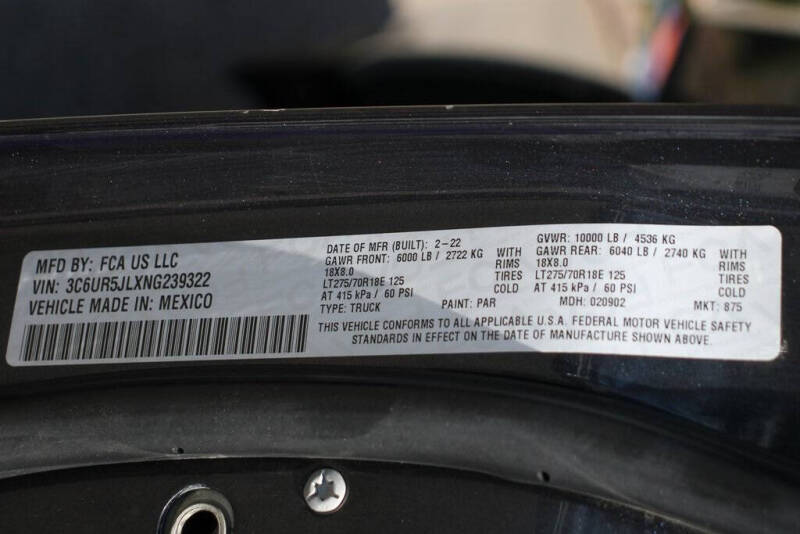 MFD BY: FCA US LLC
VIN: 3C6UR5JLXNG239322
VEHICLE MADE IN: MEXICO
DATE OF MFR (BUILT): 2-22
GAWR FRONT: 6000 LB / 2722 KG WITH
18X8.0 RIMS
LT275/70R18E 125 TIRES
AT 415 kPa / 60 PSI COLD
TYPE: TRUCK
PAINT: PAR
GVWR: 10000 LB / 4536 KG
GAWR REAR: 6040 LB / 2740 KG WITH
18X8.0 RIMS
LT275/70R18E 125 TIRES
AT 415 kPa / 60 PSI COLD
MDH: 020902 MKT: 875
THIS VEHICLE CONFORMS TO ALL APPLICABLE U.S.A. FEDERAL MOTOR VEHICLE SAFETY
STANDARDS IN EFFECT ON THE DATE OF MANUFACTURE SHOWN ABOVE.